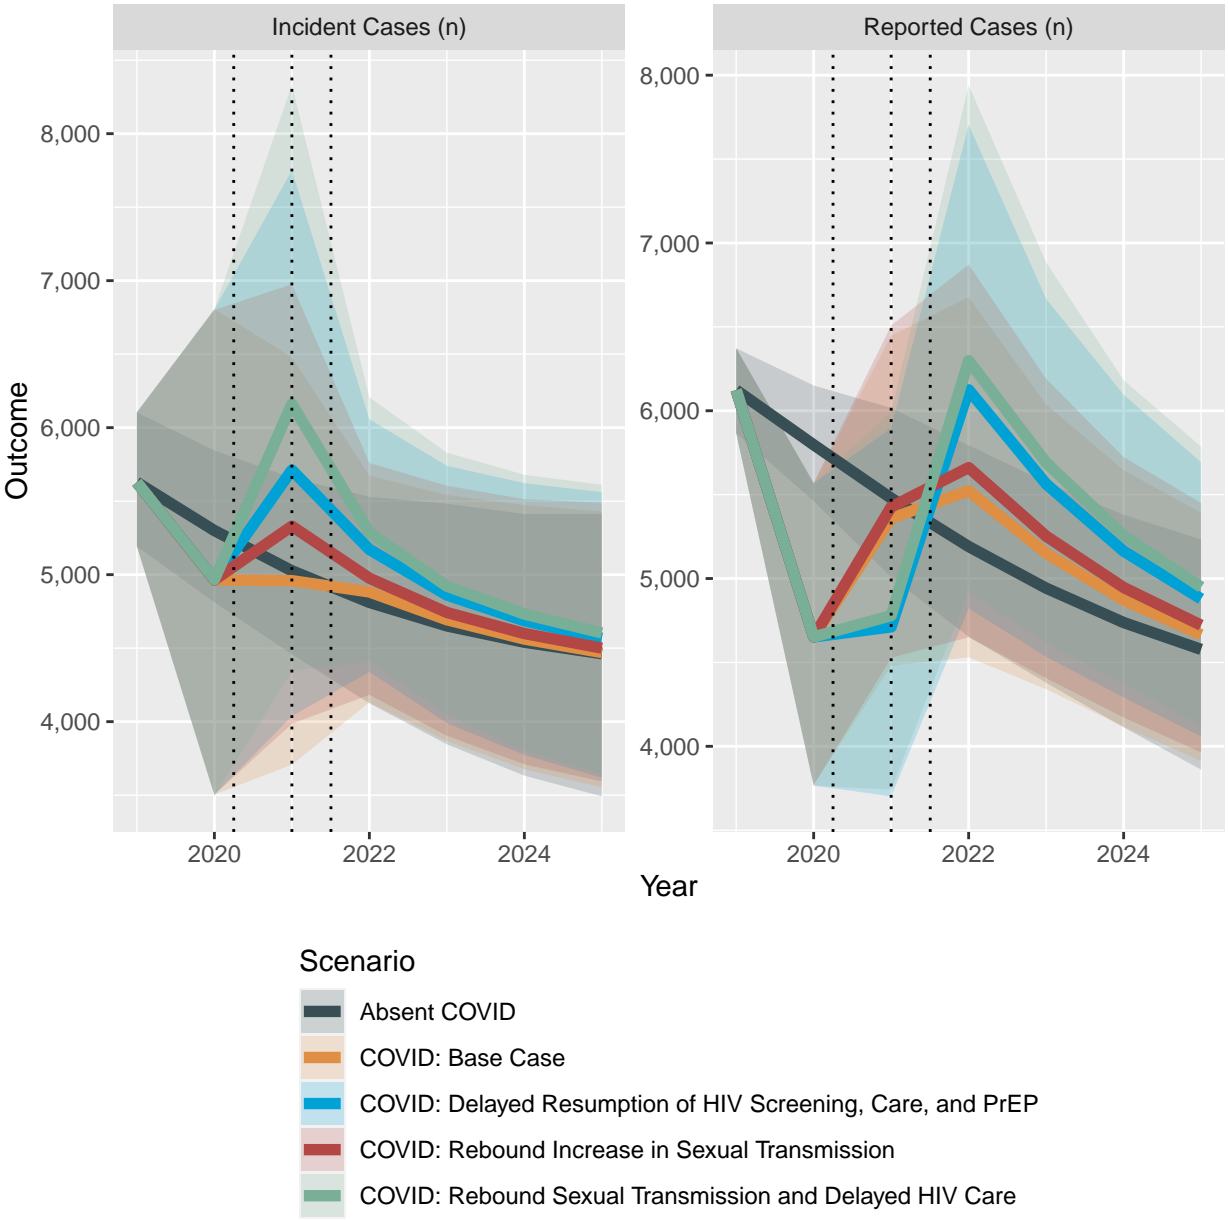 Incident Cases (n)
Reported Cases (n)
Outcome
8,000
7,000
6,000
5,000
4,000
8,000
7,000
6,000
5,000
4,000
2020
2022
2024
2020
2022
2024
Year
Scenario
Absent COVID
COVID: Base Case
COVID: Delayed Resumption of HIV Screening, Care, and PrEP
COVID: Rebound Increase in Sexual Transmission
COVID: Rebound Sexual Transmission and Delayed HIV Care